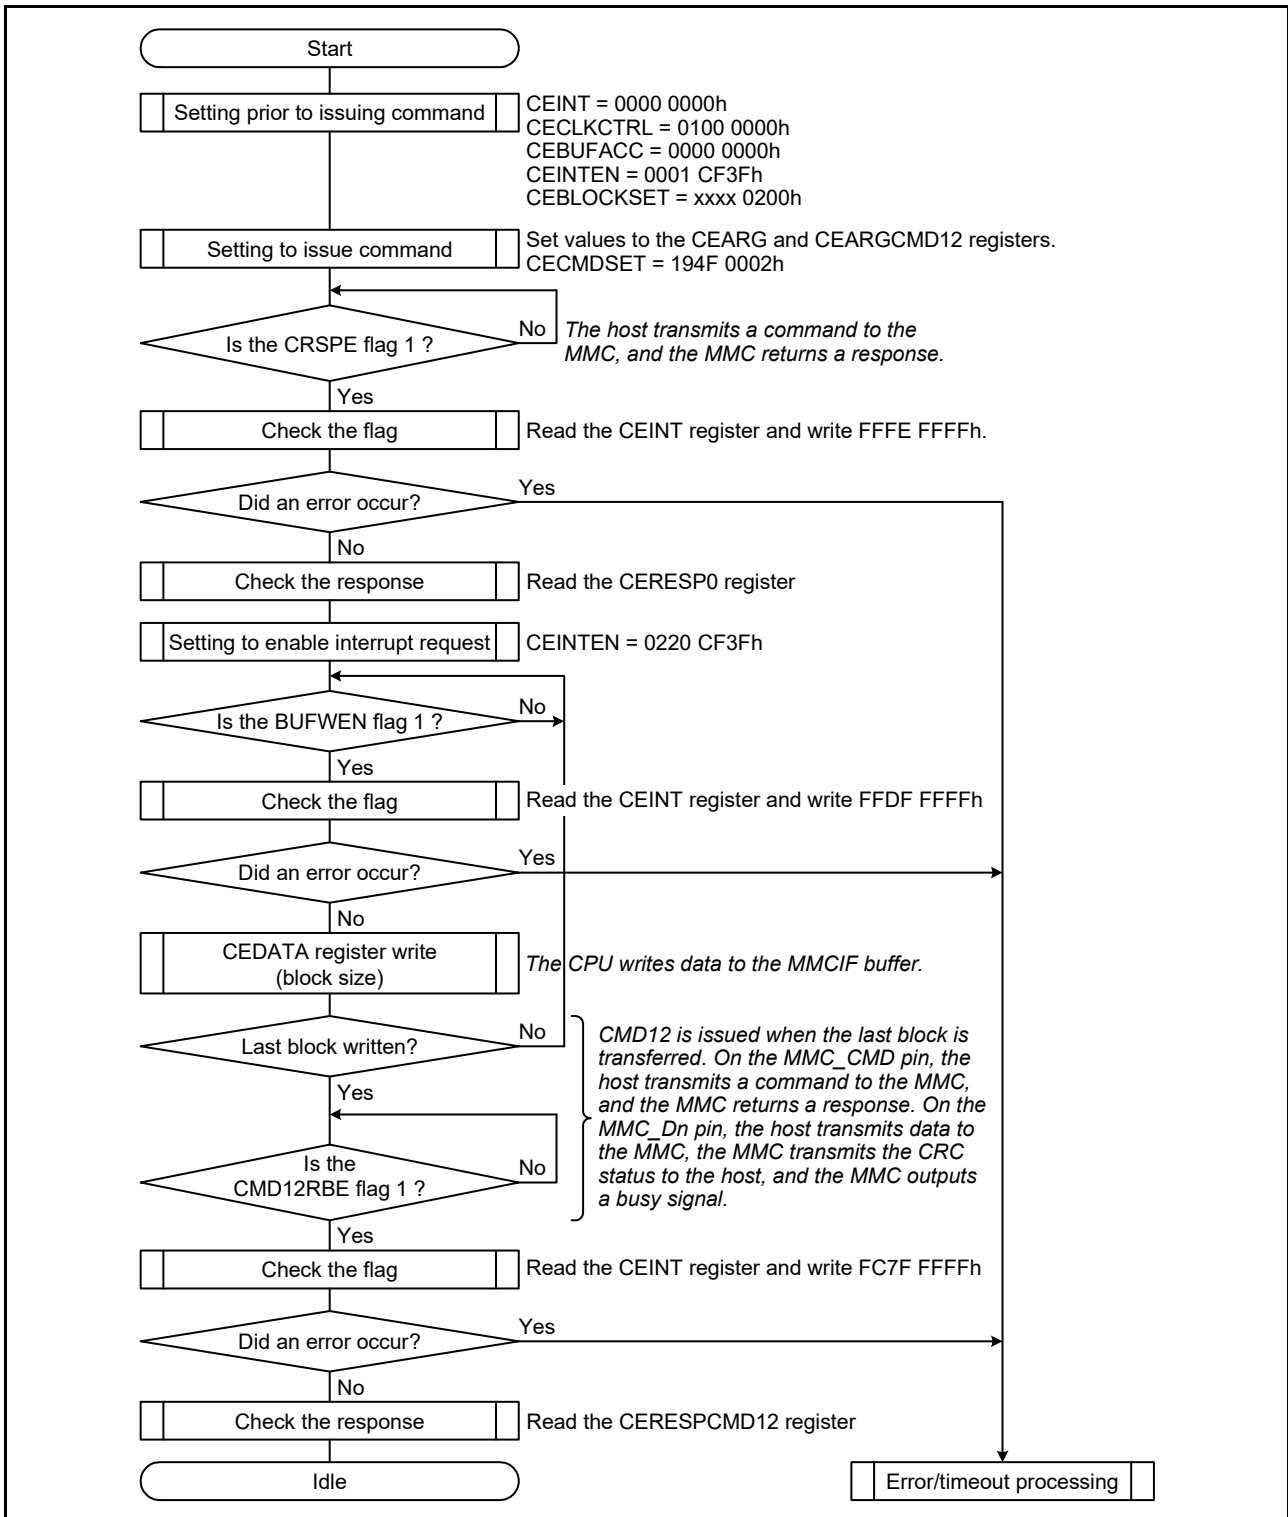 Start
Setting prior to issuing command
CEINT = 0000 0000h
CECLKCTRL = 0100 0000h
CEBUFACC = 0000 0000h
CEINTEN = 0001 CF3Fh
CEBLOCKSET = xxxx 0200h
Setting to issue command
Set values to the CEARG and CEARGCMD12 registers.
CECMDSET = 194F 0002h
Is the CRSPE flag 1 ?
No
The host transmits a command to the
MMC, and the MMC returns a response.
Yes
Check the flag
Read the CEINT register and write FFFE FFFFh.
Did an error occur?
Yes
No
Check the response
Read the CERESP0 register
Setting to enable interrupt request
CEINTEN = 0220 CF3Fh
Is the BUFWEN flag 1 ?
No
Yes
Check the flag
Read the CEINT register and write FFDF FFFFh
Did an error occur?
Yes
No
CEDATA register write
(block size)
The CPU writes data to the MMCIF buffer.
Last block written?
No
Yes
CMD12 is issued when the last block is
transferred. On the MMC_CMD pin, the
host transmits a command to the MMC,
and the MMC returns a response. On the
MMC_Dn pin, the host transmits data to
the MMC, the MMC transmits the CRC
status to the host, and the MMC outputs
a busy signal.
Is the
CMD12RBE flag 1 ?
No
Yes
Check the flag
Read the CEINT register and write FC7F FFFFh
Did an error occur?
Yes
No
Check the response
Read the CERESPCMD12 register
Idle
Error/timeout processing